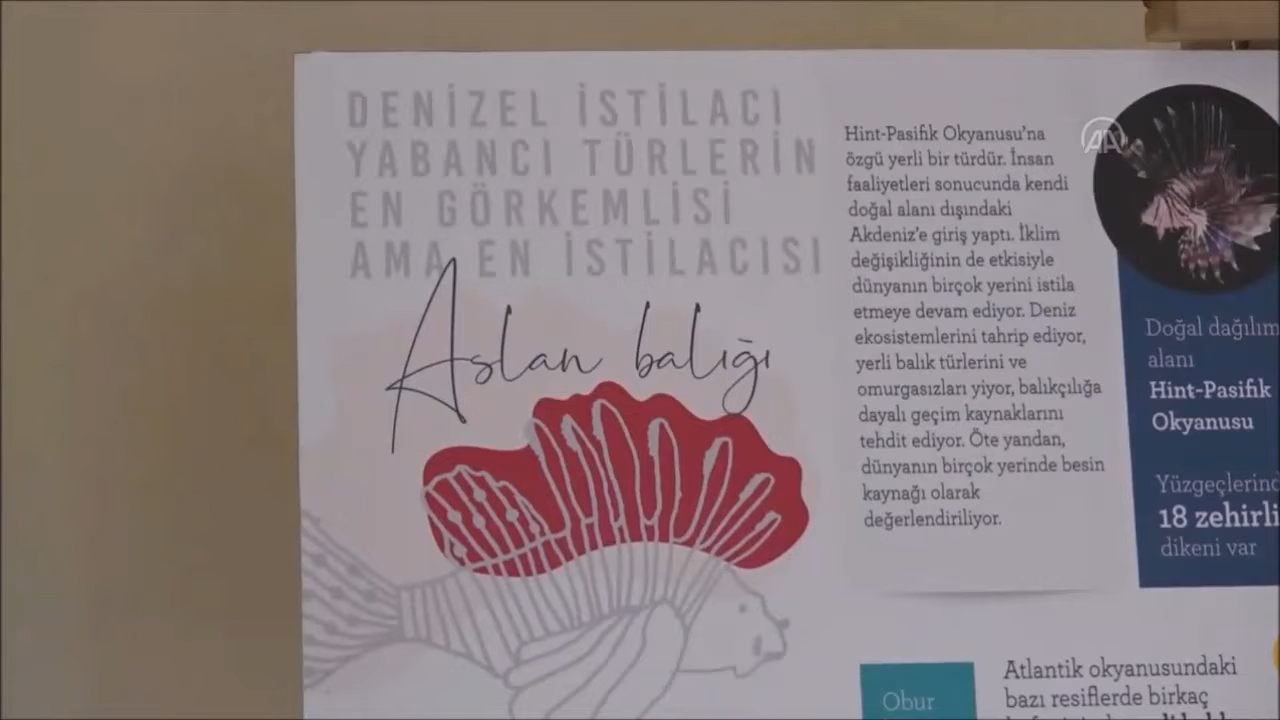 DENİZEL İSTİLACI
YABANCI TÜRLERİN
EN GÖRKEMLİSİ
AMA EN İSTİLACISI
Aslan balığı
Hint-Pasifik Okyanusu'na
özgü yerli bir türdür. İnsan
faaliyetleri sonucunda kendi
doğal alanı dışındaki
Akdeniz'e giriş yaptı. İklim
değişikliğinin de etkisiyle
dünyanın birçok yerini istila
etmeye devam ediyor. Deniz
ekosistemlerini tahrip ediyor,
yerli balık türlerini ve
omurgasızları yiyor, balıkçılığa
dayalı geçim kaynaklarını
tehdit ediyor. Öte yandan,
dünyanın birçok yerinde besin
kaynağı olarak
değerlendiriliyor.
AA
Doğal dağılım
alanı
Hint-Pasifik
Okyanusu
Yüzgeçlerind
18 zehirli
dikeni var
Obur
Atlantik okyanusundaki
bazı resiflerde birkaç